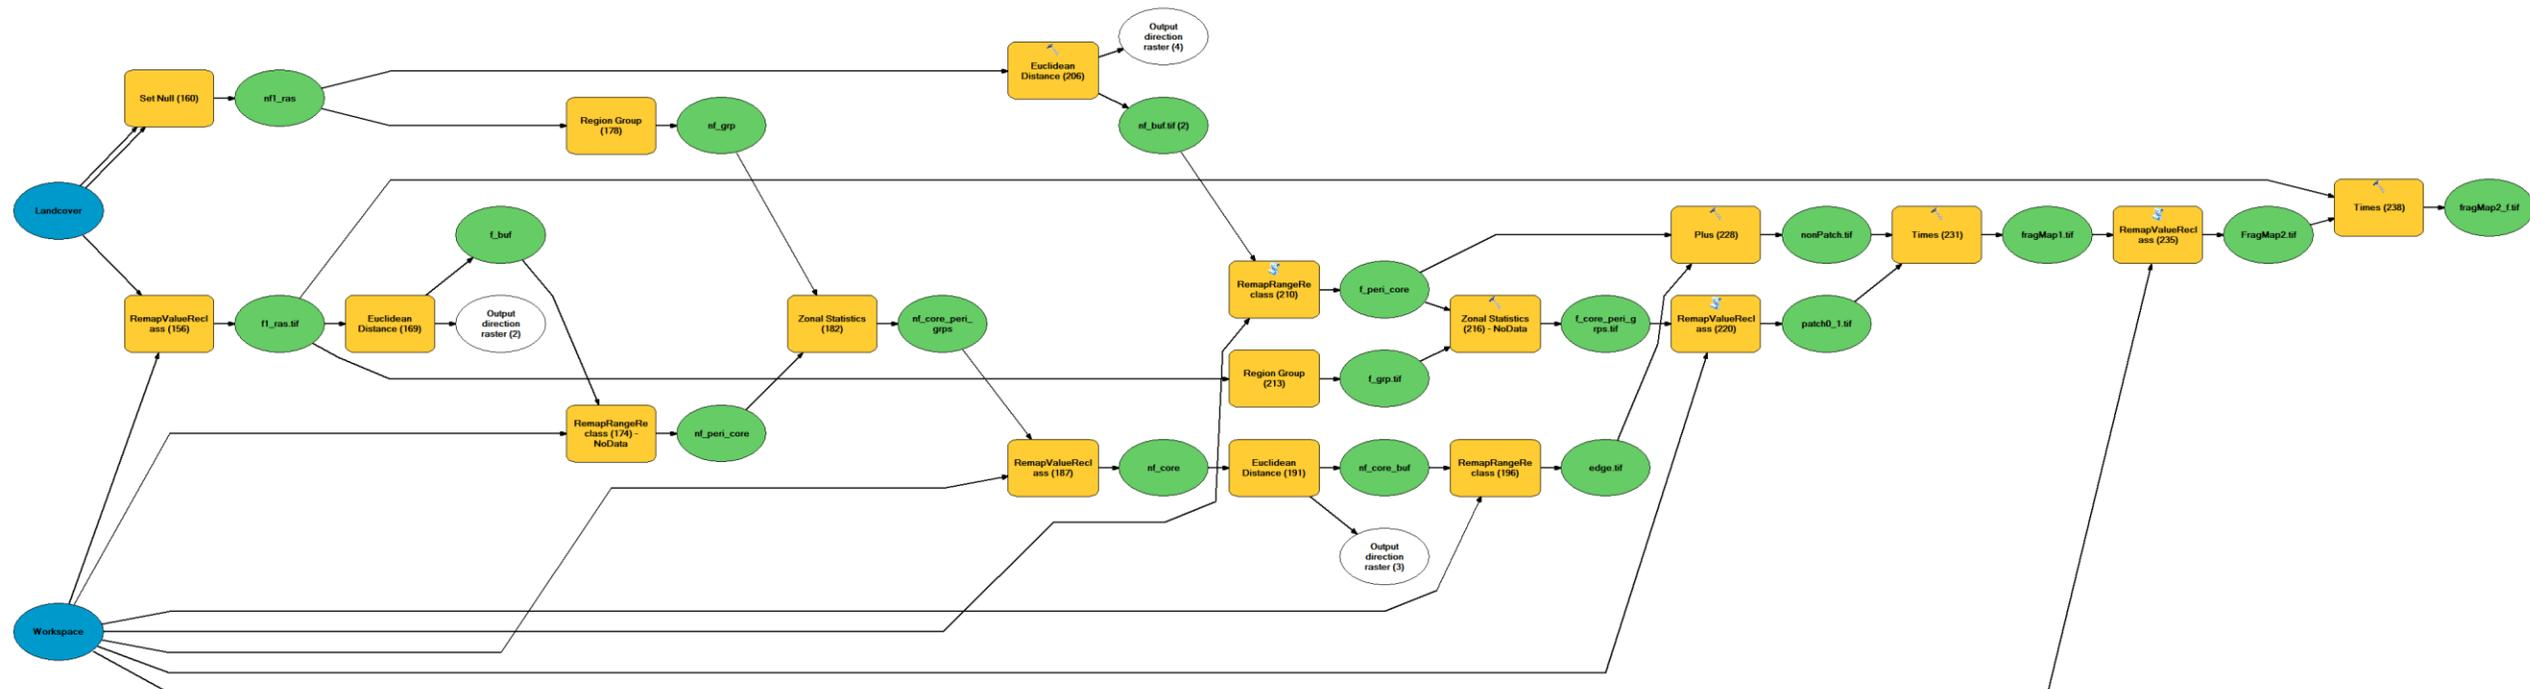 Output
direction
raster (4)
Euclidean
Distance (206)
Set Null (160)
nf1_ras
Region Group
(178)
nf_grp
nf_buf.tif (2)
Landcover
f_buf
Times (238)
fragMap2_f.tif
Plus (228)
nonPatch.tif
Times (231)
fragMap1.tif
RemapValueRecl
ass (235)
FragMap2.tif
RemapRangeRe
class (210)
f_peri_core
RemapValueRecl
ass (156)
f1_ras.tif
Euclidean
Distance (169)
Output
direction
raster (2)
Zonal Statistics
(182)
nf_core_peri_
grps
Zonal Statistics
(216) - NoData
f_core_peri_g
rps.tif
RemapValueRecl
ass (220)
patch0_1.tif
Region Group
(213)
f_grp.tif
RemapRangeRe
class (174) -
NoData
nf_peri_core
RemapValueRecl
ass (187)
nf_core
Euclidean
Distance (191)
nf_core_buf
RemapRangeRe
class (196)
edge.tif
Output
direction
raster (3)
Workspace